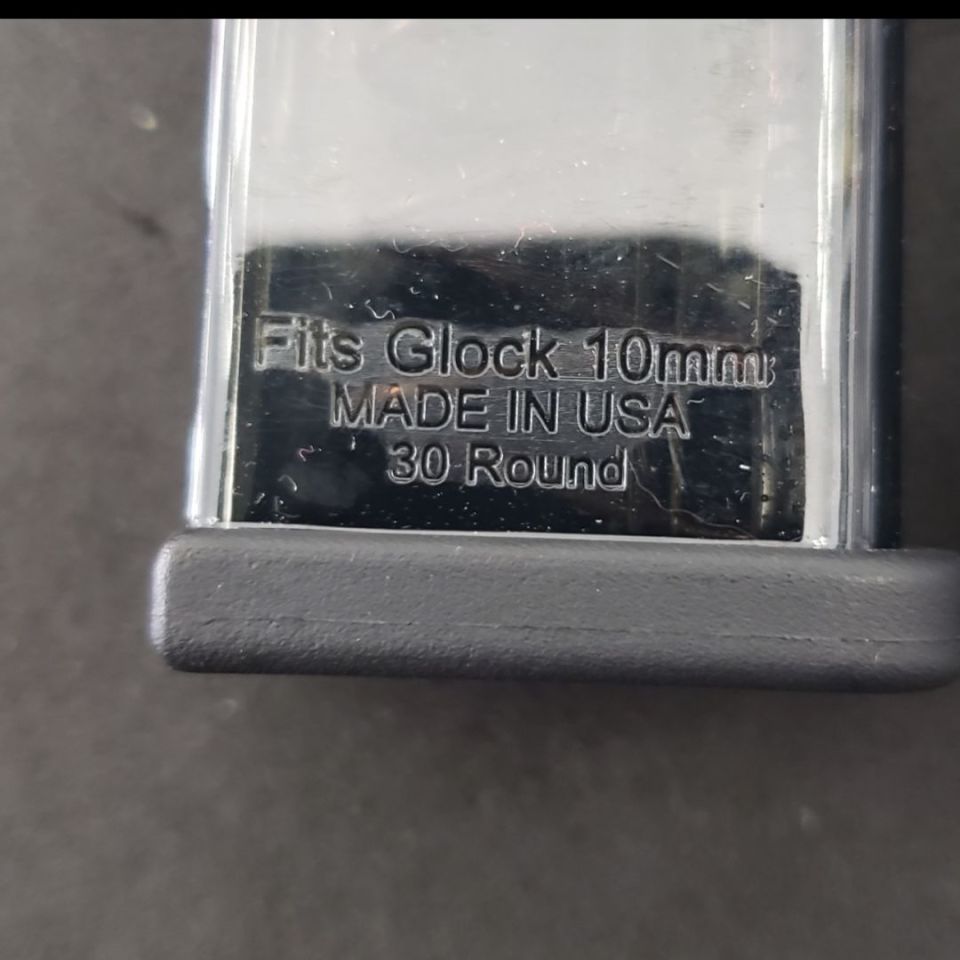 Fits Glock 10mm
MADE IN USA
30 Round